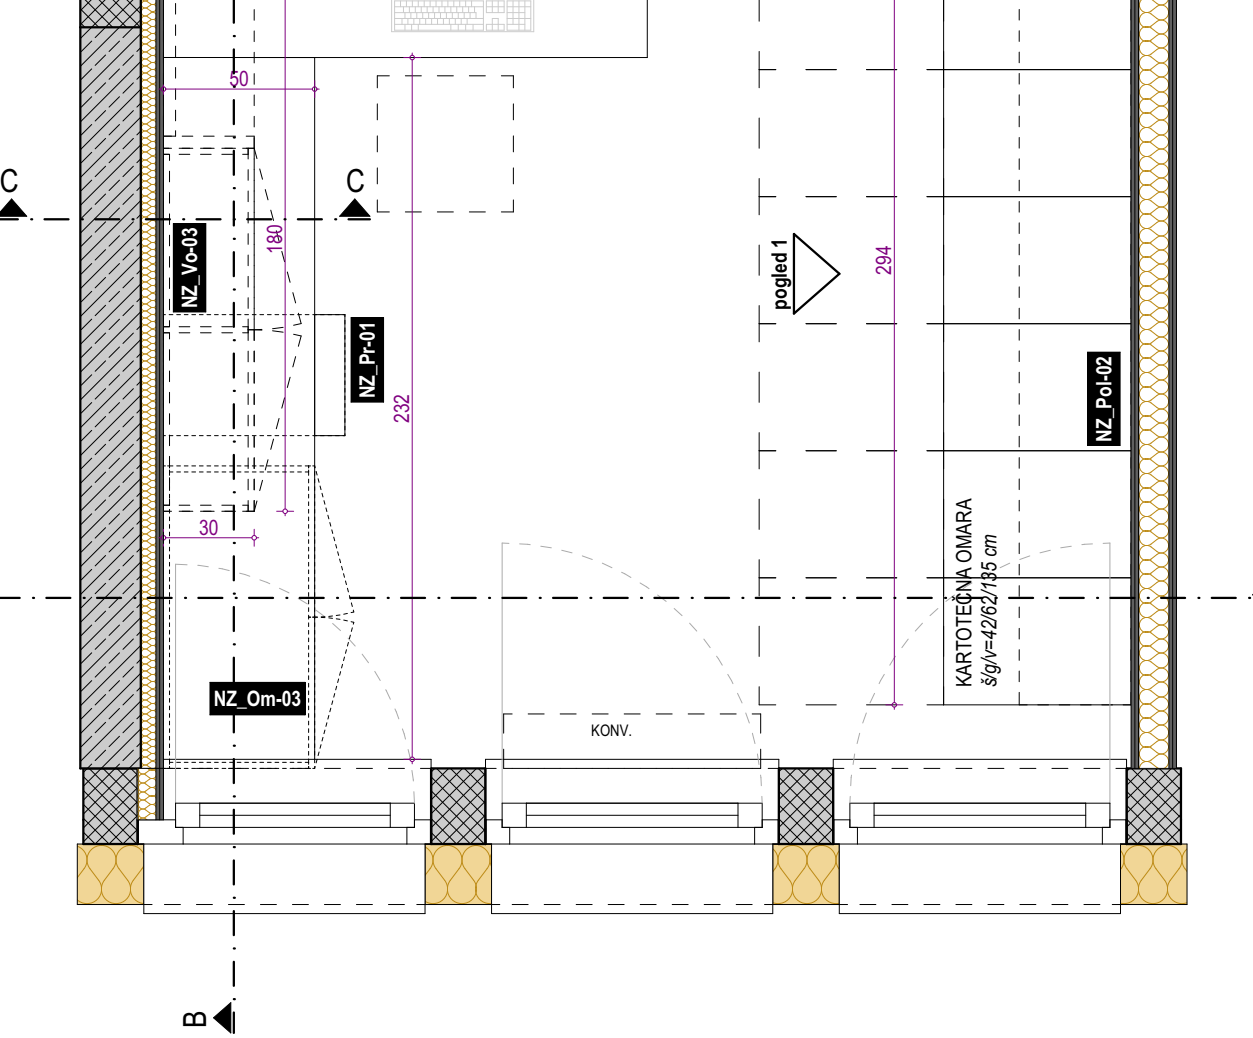 50
C
C
NZ_Vo-03
180
pogled 1
294
NZ_Pr-01
232
NZ_Pol-02
30
KARTOTEČNA OMARA
š/g/v=42/62/135 cm
NZ_Om-03
KONV.
B